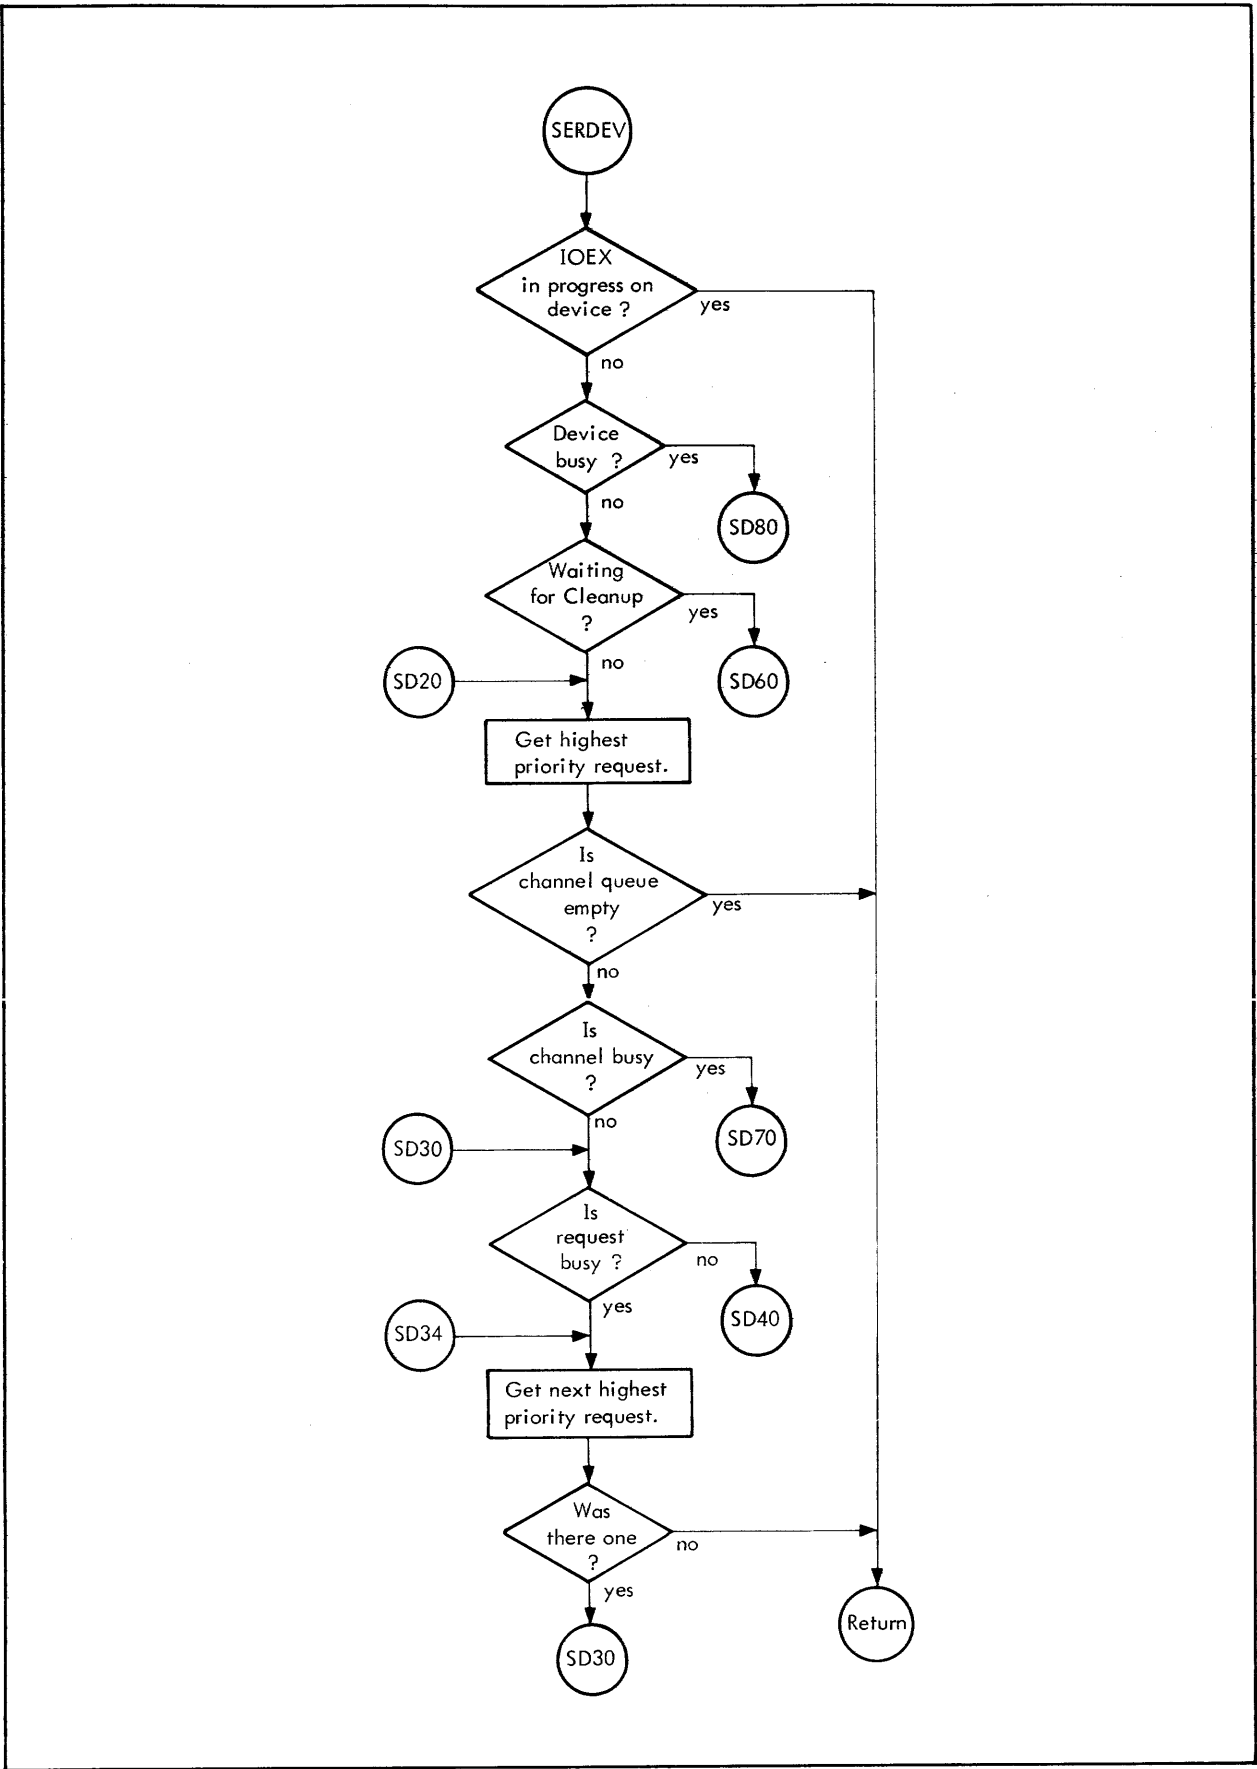 SERDEV
IOEX
in progress on
device ?
yes
no
Device
busy ?
yes
no
SD80
Waiting
for Cleanup
?
yes
no
SD20
SD60
Get highest
priority request.
Is
channel queue
empty
?
yes
no
Is
channel busy
?
yes
no
SD30
SD70
Is
request
busy ?
no
yes
SD34
SD40
Get next highest
priority request.
Was
there one
?
no
yes
Return
SD30